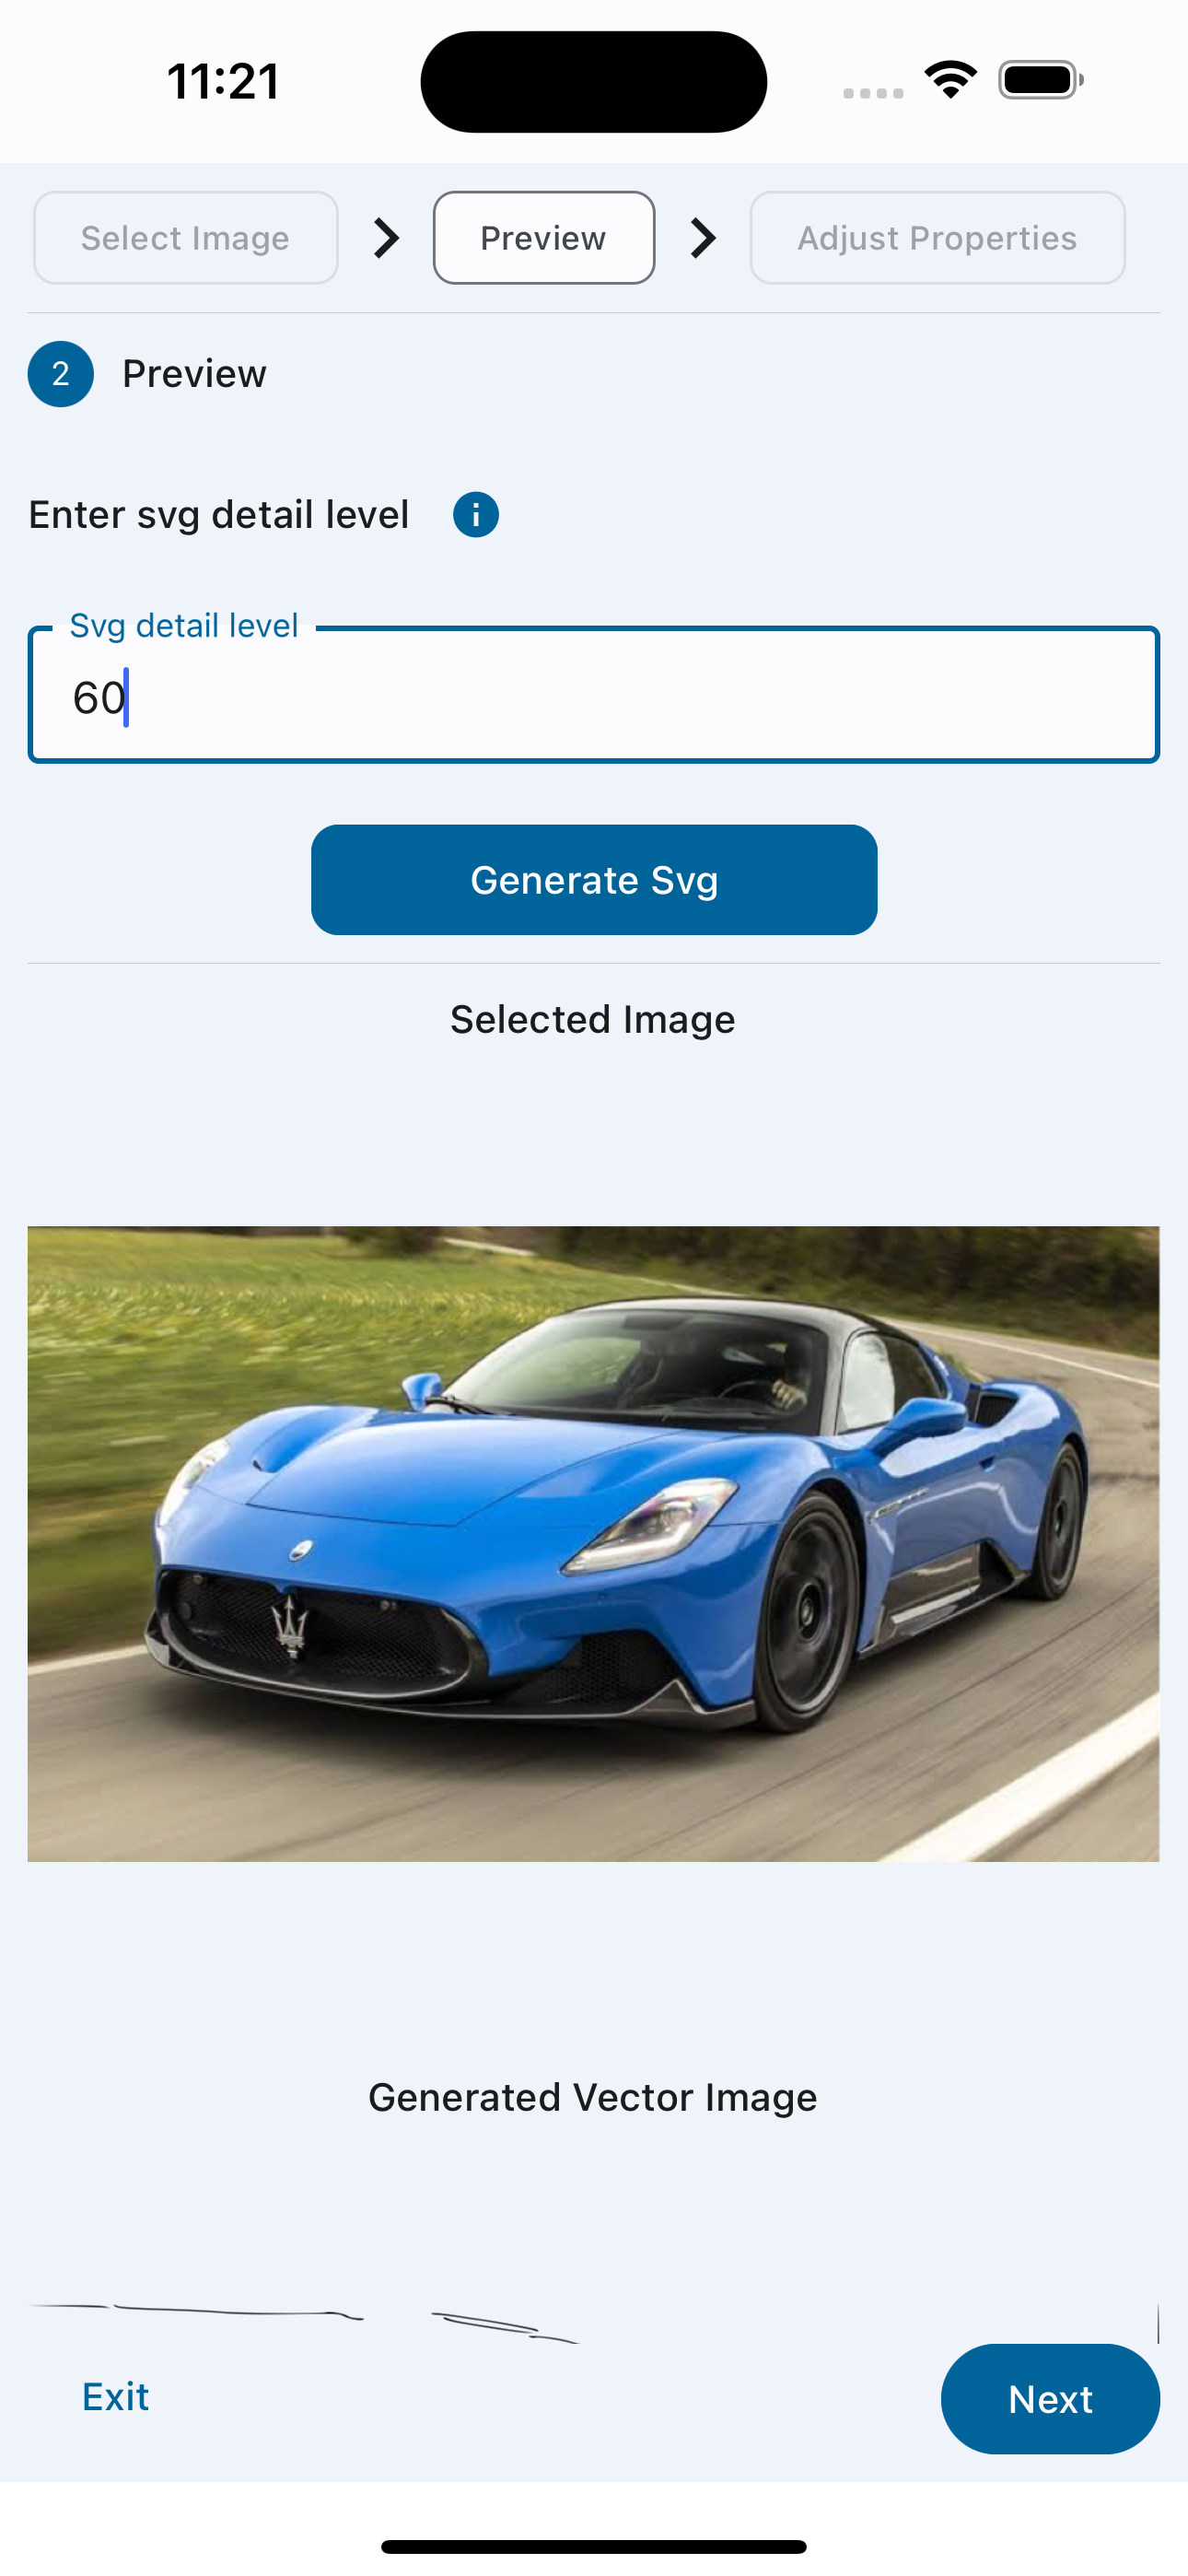 11:21
Select Image
Preview
Adjust Properties
2 Preview
Enter svg detail level i
Svg detail level
60
Generate Svg
Selected Image
Generated Vector Image
Exit
Next